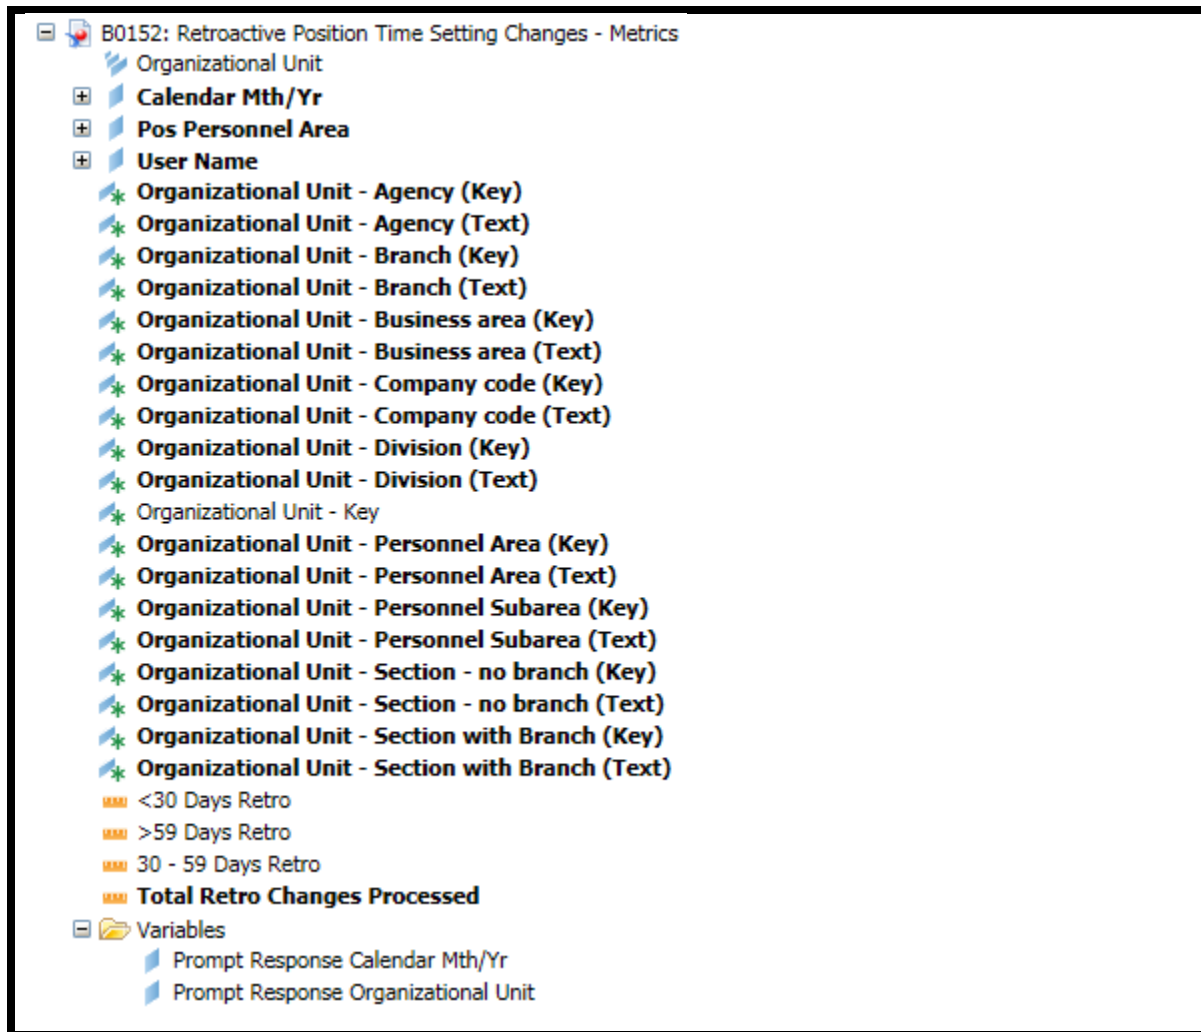 B0152: Retroactive Position Time Setting Changes - Metrics
Organizational Unit
Calendar Mth/Yr
Pos Personnel Area
User Name
Organizational Unit - Agency (Key)
Organizational Unit - Agency (Text)
Organizational Unit - Branch (Key)
Organizational Unit - Branch (Text)
Organizational Unit - Business area (Key)
Organizational Unit - Business area (Text)
Organizational Unit - Company code (Key)
Organizational Unit - Company code (Text)
Organizational Unit - Division (Key)
Organizational Unit - Division (Text)
Organizational Unit - Key
Organizational Unit - Personnel Area (Key)
Organizational Unit - Personnel Area (Text)
Organizational Unit - Personnel Subarea (Key)
Organizational Unit - Personnel Subarea (Text)
Organizational Unit - Section - no branch (Key)
Organizational Unit - Section - no branch (Text)
Organizational Unit - Section with Branch (Key)
Organizational Unit - Section with Branch (Text)
<30 Days Retro
>59 Days Retro
30 - 59 Days Retro
Total Retro Changes Processed
Variables
Prompt Response Calendar Mth/Yr
Prompt Response Organizational Unit